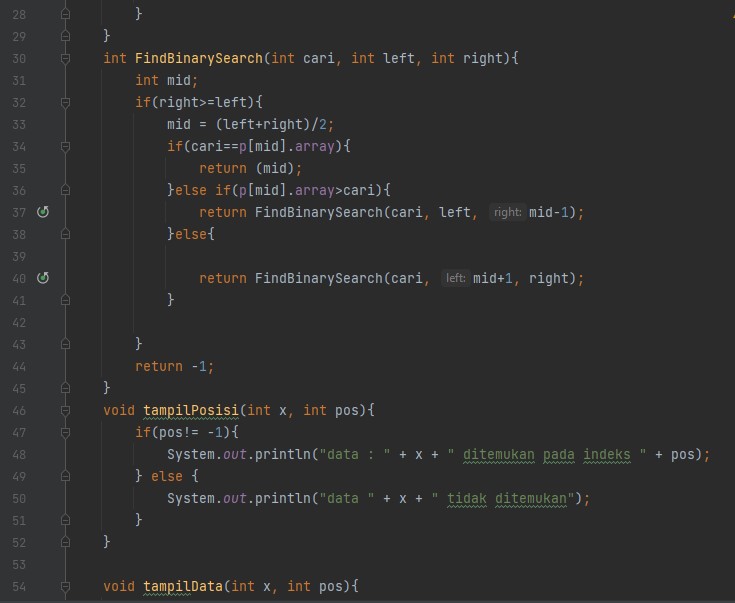 28 }
29 }
30 int FindBinarySearch(int cari, int left, int right){
31 int mid;
32 if(right>=left){
33 mid = (left+right)/2;
34 if(cari==p[mid].array){
35 return (mid);
36 }else if(p[mid].array>cari){
37 return FindBinarySearch(cari, left, right: mid-1);
38 }else{
39
40 return FindBinarySearch(cari, left: mid+1, right);
41 }
42
43 }
44 return -1;
45 }
46 void tampilPosisi(int x, int pos){
47 if(pos!= -1){
48 System.out.println("data : " + x + " ditemukan pada indeks " + pos);
49 } else {
50 System.out.println("data " + x + " tidak ditemukan");
51 }
52 }
53
54 void tampilData(int x, int pos){